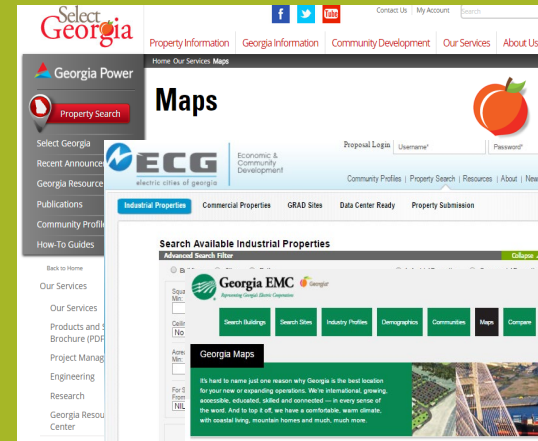 Select
Georgia
f
You Tube
Contact Us | My Account
Search
Property Information
Georgia Information
Community Development
Our Services
About Us
Georgia Power
Home Our Services Maps
Maps
Property Search
Select Georgia
Recent Announce
Georgia Resource
Publications
Community Profil
How-To Guides
Back to Home
Our Services
Our Services
Products and S
Brochure (PDF
Project Manag
Engineering
Research
Georgia Resou
Center
ECG
electric cities of georgia
Economic &
Community
Development
Proposal Login
Username*
Password*
Community Profiles | Property Search | Resources | About | New
Industrial Properties
Commercial Properties
GRAD Sites
Data Center Ready
Property Submission
Search Available Industrial Properties
Advanced Search Filter
Collapse
Squa
Min:
Ceilin
No
Acre
Min:
For S
From
NIL
Georgia EMC
Georgia
Representing Georgia's Electric Cooperatives
Search Buildings
Search Sites
Industry Profiles
Demographics
Communities
Maps
Compare
Georgia Maps
It's hard to name just one reason why Georgia is the best location
for your new or expanding operations. We're international, growing,
accessible, educated, skilled and connected — in every sense of
the word. And to top it off, we have a comfortable, warm climate,
with coastal living, mountain homes and much, much more.